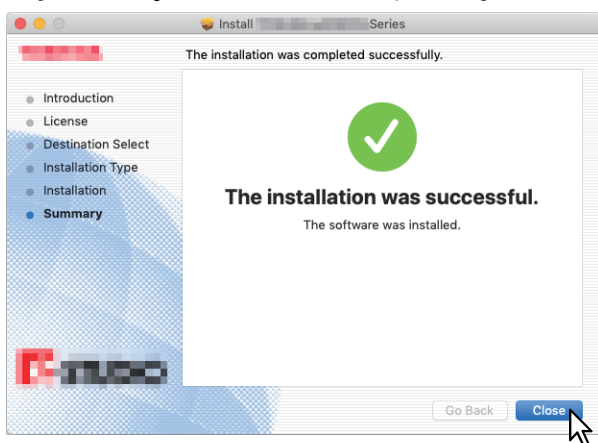 Install Series
The installation was completed successfully.
Introduction
License
Destination Select
Installation Type
Installation
Summary
The installation was successful.
The software was installed.
Go Back Close